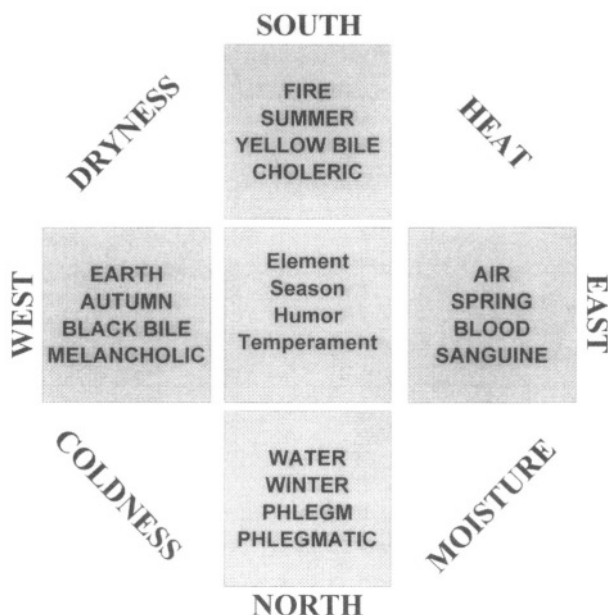 SOUTH
DRYNESS
HEAT
FIRE
SUMMER
YELLOW BILE
CHOLERIC
WEST
EARTH
AUTUMN
BLACK BILE
MELANCHOLIC
Element
Season
Humor
Temperament
AIR
SPRING
BLOOD
SANGUINE
EAST
COLDNESS
MOISTURE
WATER
WINTER
PHLEGM
PHLEGMATIC
NORTH